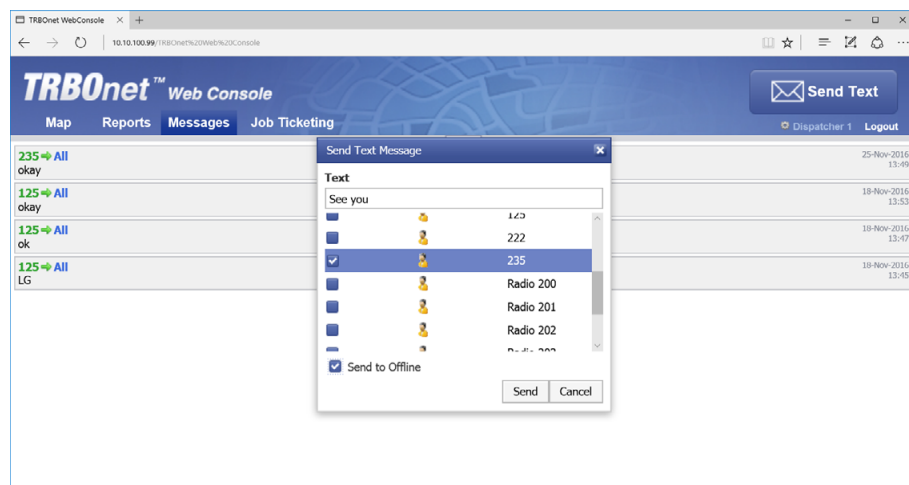 TRBOnet WebConsole
10.10.100.99/TRBOnet%20Web%20Console
TRBOnet™ Web Console
Send Text
Map Reports Messages Job Ticketing
Dispatcher 1 Logout
235 All
okay
25-Nov-2016
13:49
125 All
okay
18-Nov-2016
13:53
125 All
ok
18-Nov-2016
13:47
125 All
LG
18-Nov-2016
13:45
Send Text Message
Text
See you
125
222
235
Radio 200
Radio 201
Radio 202
Send to Offline
Send Cancel